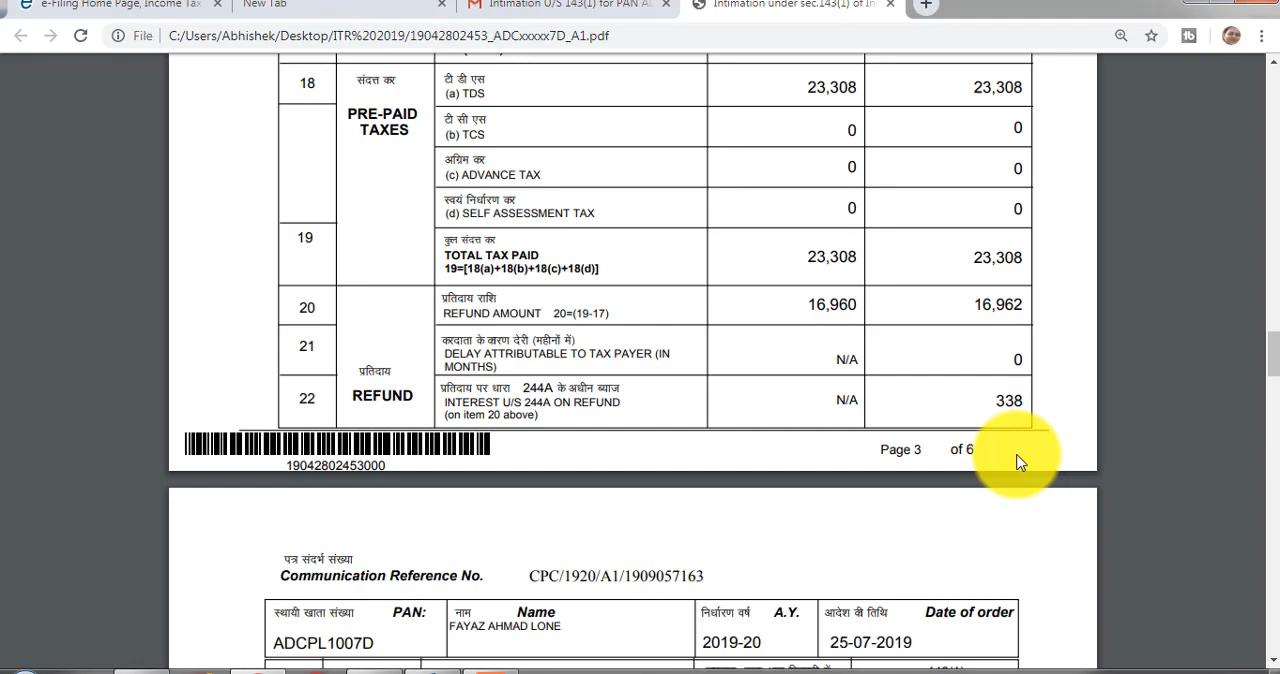 e-Filing Home Page, Income Tax
New Tab
Intimation U/S 143(1) for PAN AD
Intimation under sec.143(1) of In
File C:/Users/Abhishek/Desktop/ITR%202019/19042802453_ADCxxxxx7D_A1.pdf
18 संदत्त कर टी डी एस
(a) TDS 23,308 23,308
PRE-PAID
TAXES
टी सी एस
(b) TCS 0 0
अग्रिम कर
(c) ADVANCE TAX 0 0
स्वयं निर्धारण कर
(d) SELF ASSESSMENT TAX 0 0
19 कुल संदत्त कर
TOTAL TAX PAID
19=[18(a)+18(b)+18(c)+18(d)] 23,308 23,308
20 प्रतिदाय राशि
REFUND AMOUNT 20=(19-17) 16,960 16,962
21 करदाता के कारण देरी (महीनों में)
DELAY ATTRIBUTABLE TO TAX PAYER (IN
MONTHS) N/A 0
प्रतिदाय
REFUND
22 प्रतिदाय पर धारा 244A के अधीन ब्याज
INTEREST U/S 244A ON REFUND
(on item 20 above) N/A 338
19042802453000
Page 3 of 6
पत्र संदर्भ संख्या
Communication Reference No. CPC/1920/A1/1909057163
स्थायी खाता संख्या PAN: नाम Name निर्धारण वर्ष A.Y. आदेश की तिथि Date of order
ADCPL1007D FAYAZ AHMAD LONE 2019-20 25-07-2019